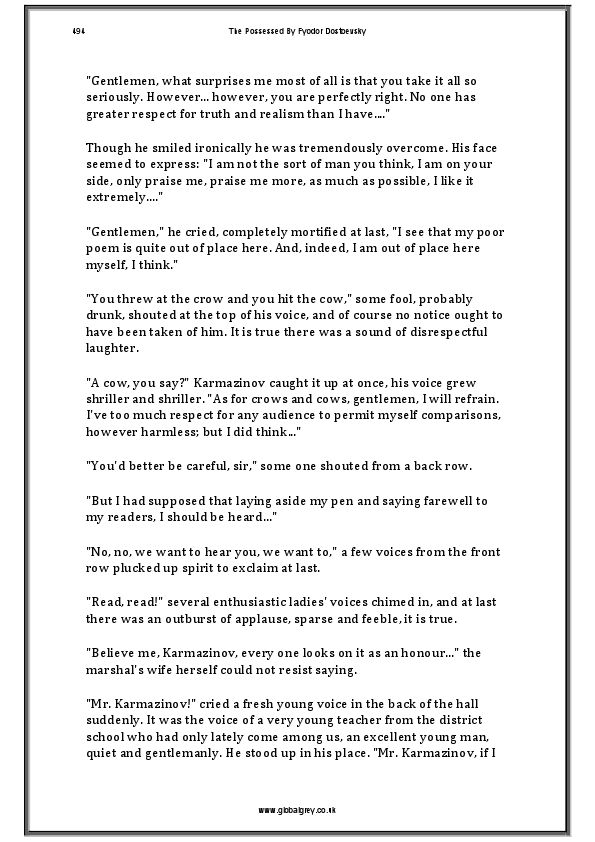 494
The Possessed By Fyodor Dostoevsky
"Gentlemen, what surprises me most of all is that you take it all so
seriously. However... however, you are perfectly right. No one has
greater respect for truth and realism than I have...."
Though he smiled ironically he was tremendously overcome. His face
seemed to express: "I am not the sort of man you think, I am on your
side, only praise me, praise me more, as much as possible, I like it
extremely...."
"Gentlemen," he cried, completely mortified at last, "I see that my poor
poem is quite out of place here. And, indeed, I am out of place here
myself, I think."
"You threw at the crow and you hit the cow," some fool, probably
drunk, shouted at the top of his voice, and of course no notice ought to
have been taken of him. It is true there was a sound of disrespectful
laughter.
"A cow, you say?" Karmazinov caught it up at once, his voice grew
shriller and shriller. "As for crows and cows, gentlemen, I will refrain.
I've too much respect for any audience to permit myself comparisons,
however harmless; but I did think..."
"You'd better be careful, sir," some one shouted from a back row.
"But I had supposed that laying aside my pen and saying farewell to
my readers, I should be heard..."
"No, no, we want to hear you, we want to," a few voices from the front
row plucked up spirit to exclaim at last.
"Read, read!" several enthusiastic ladies' voices chimed in, and at last
there was an outburst of applause, sparse and feeble, it is true.
"Believe me, Karmazinov, every one looks on it as an honour..." the
marshal's wife herself could not resist saying.
"Mr. Karmazinov!" cried a fresh young voice in the back of the hall
suddenly. It was the voice of a very young teacher from the district
school who had only lately come among us, an excellent young man,
quiet and gentlemanly. He stood up in his place. "Mr. Karmazinov, if I
www.globalgrey.co.uk